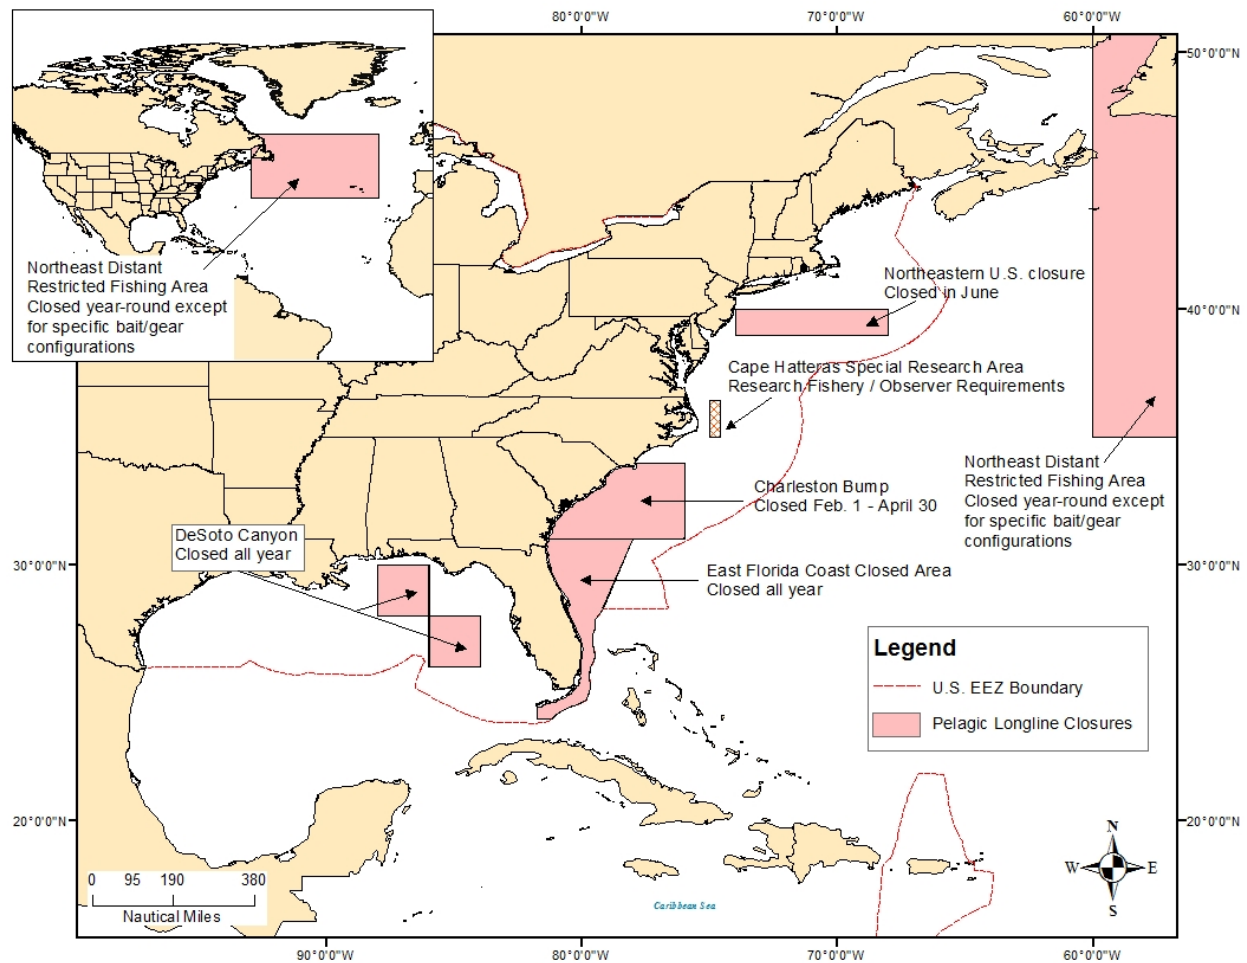 80°0'0"W
70°0'0"W
60°0'0"W
50°0'0"N
Northeast Distant
Restricted Fishing Area
Closed year-round except
for specific bait/gear
configurations
Northeastern U.S. closure
Closed in June
40°0'0"N
Cape Hatteras Special Research Area
Research Fishery / Observer Requirements
Northeast Distant
Restricted Fishing Area
Closed year-round except
for specific bait/gear
configurations
Charleston Bump
Closed Feb. 1 - April 30
DeSoto Canyon
Closed all year
30°0'0"N
30°0'0"N
East Florida Coast Closed Area
Closed all year
Legend
U.S. EEZ Boundary
Pelagic Longline Closures
20°0'0"N
20°0'0"N
N
W
E
S
0 95 190 380
Nautical Miles
Caribbean Sea
90°0'0"W
80°0'0"W
70°0'0"W
60°0'0"W